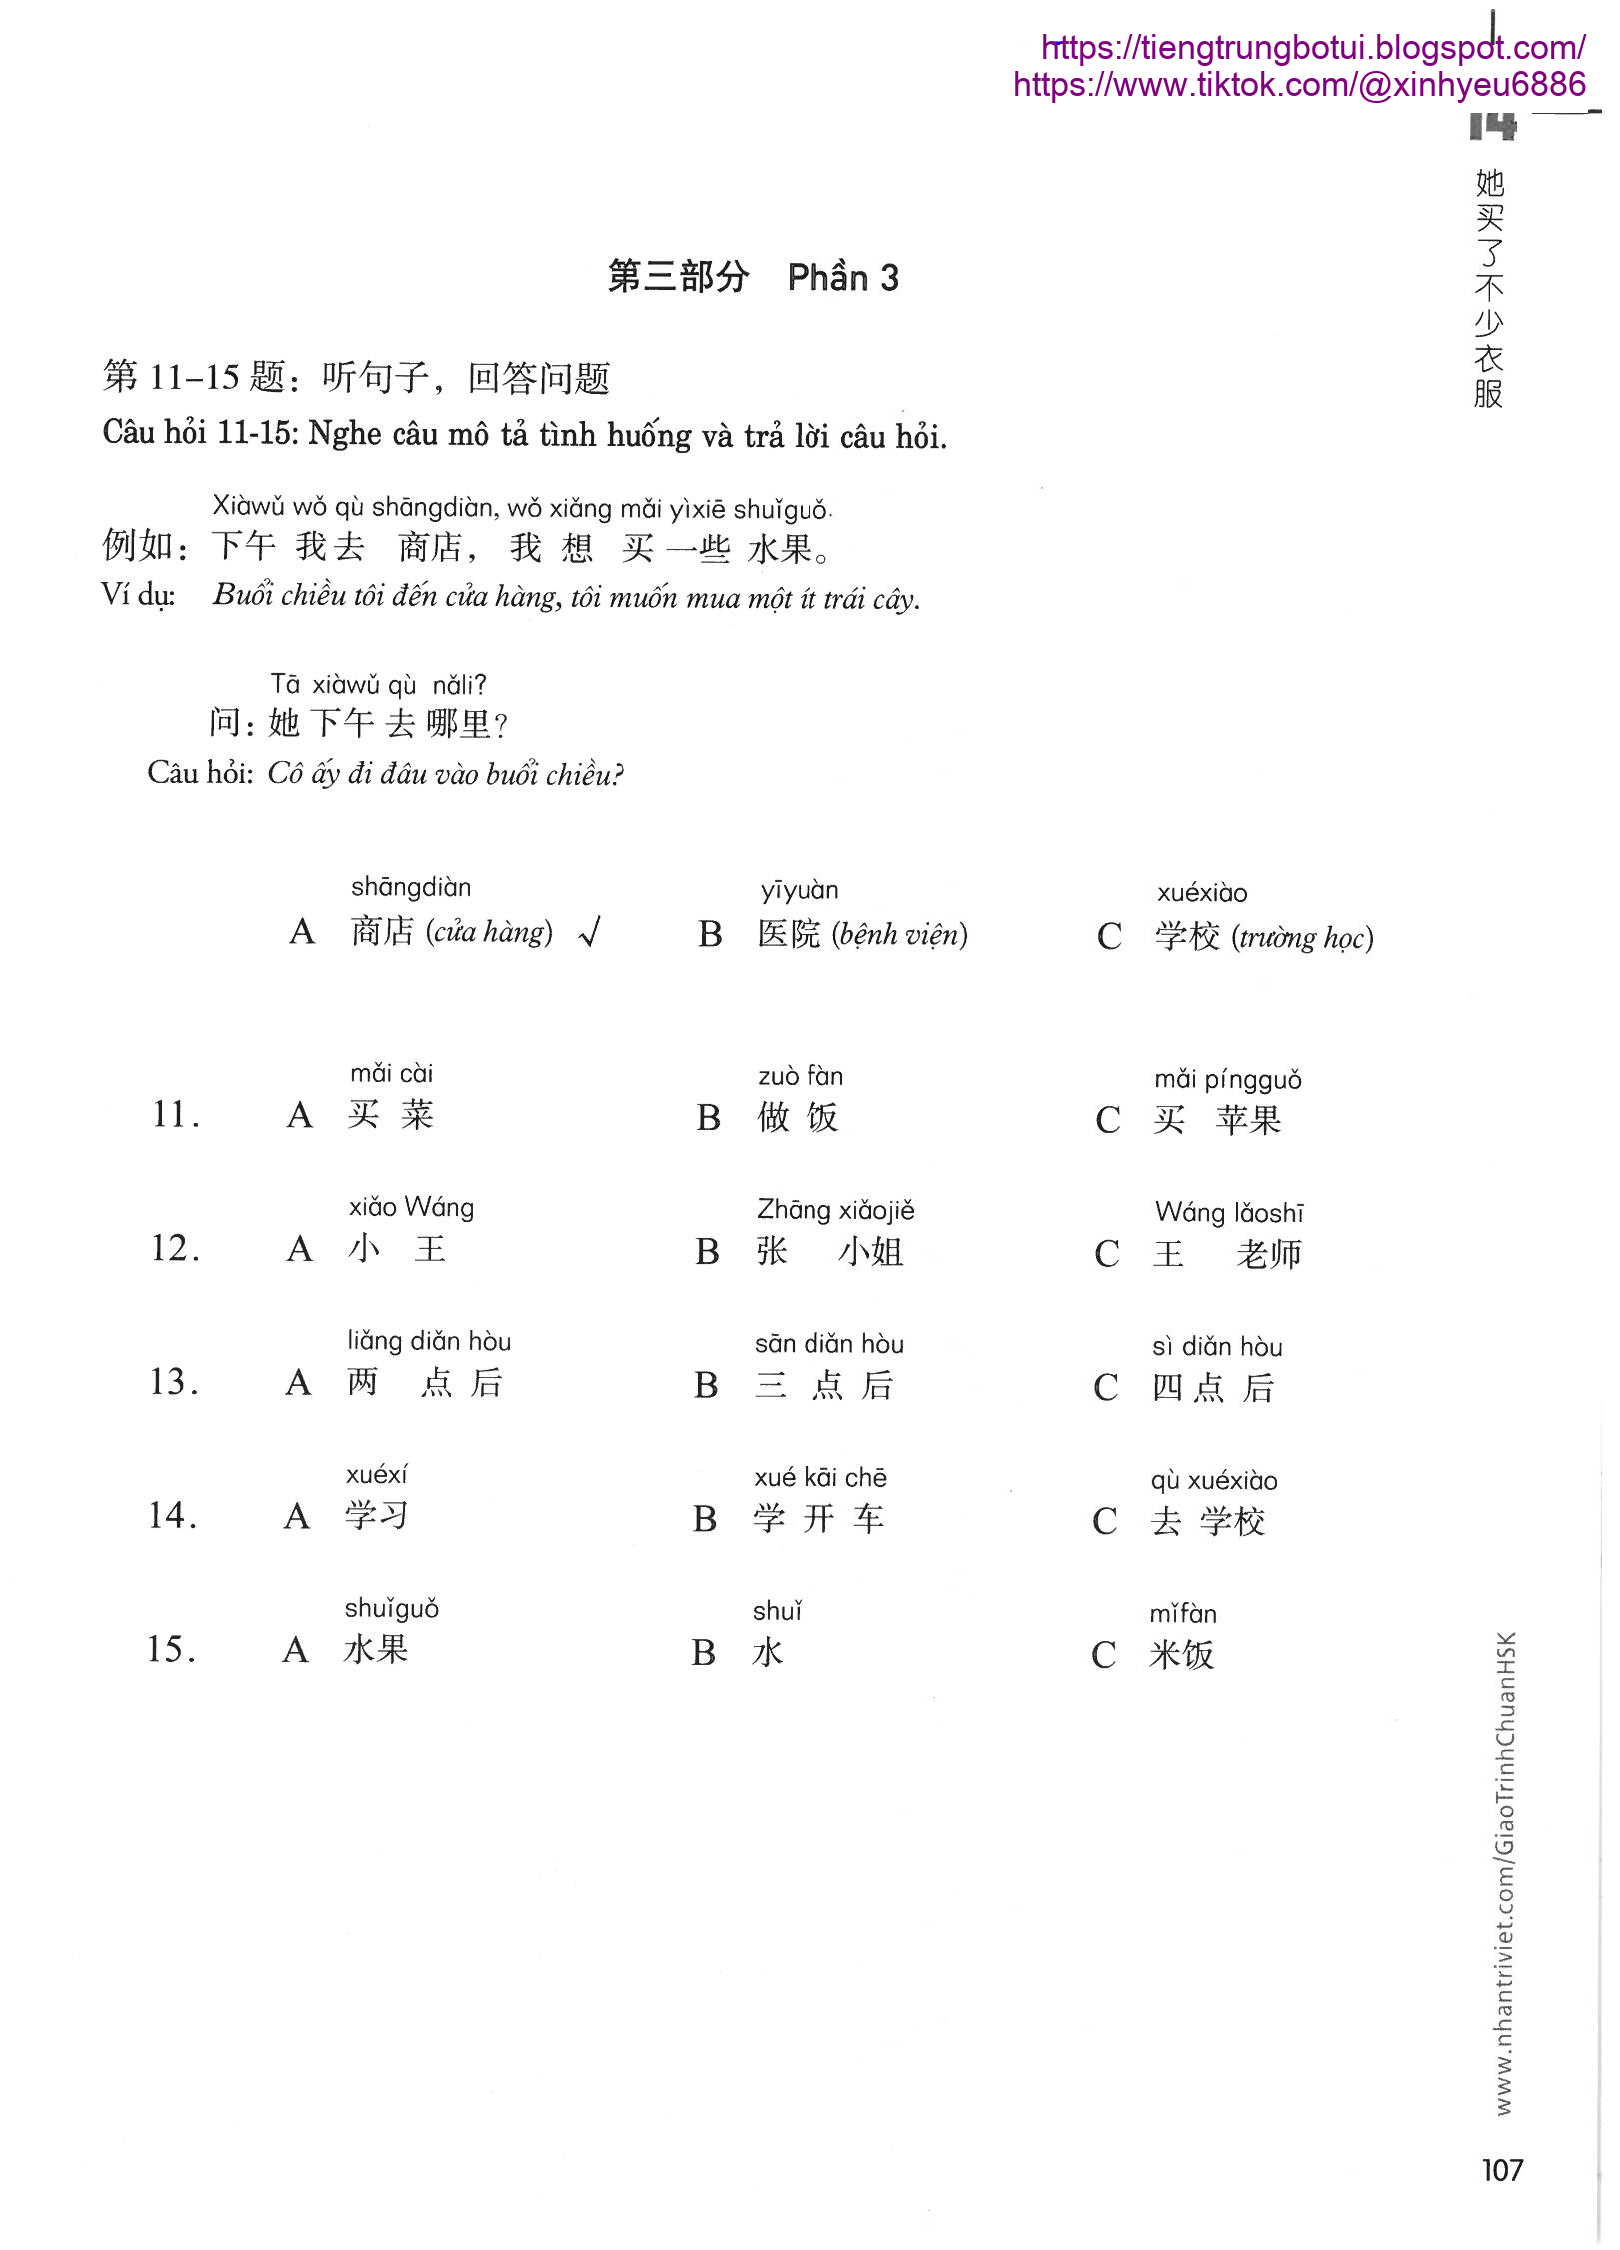 https://tiengtrungbotui.blogspot.com/
https://www.tiktok.com/@xinhyeu6886
14
她买了不少衣服
第三部分 Phần 3
第 11–15 题：听句子，回答问题
Câu hỏi 11-15: Nghe câu mô tả tình huống và trả lời câu hỏi.
Xiàwǔ wǒ qù shāngdiàn, wǒ xiǎng mǎi yìxiē shuǐguǒ.
例如：下午 我去 商店， 我 想 买 一些 水果。
Ví dụ: Buổi chiều tôi đến cửa hàng, tôi muốn mua một ít trái cây.
Tā xiàwǔ qù nǎli?
问：她 下午 去 哪里？
Câu hỏi: Cô ấy đi đâu vào buổi chiều?
shāngdiàn yīyuàn xuéxiào
A 商店 (cửa hàng) √ B 医院 (bệnh viện) C 学校 (trường học)
mǎi cài zuò fàn mǎi píngguǒ
11. A 买 菜 B 做 饭 C 买 苹果
xiǎo Wáng Zhāng xiǎojiě Wáng lǎoshī
12. A 小 王 B 张 小姐 C 王 老师
liǎng diǎn hòu sān diǎn hòu sì diǎn hòu
13. A 两 点 后 B 三 点 后 C 四 点 后
xuéxí xué kāi chē qù xuéxiào
14. A 学习 B 学 开 车 C 去 学校
shuǐguǒ shuǐ mǐfàn
15. A 水果 B 水 C 米饭
www.nhantriviet.com/GiaoTrinhChuanHSK
107